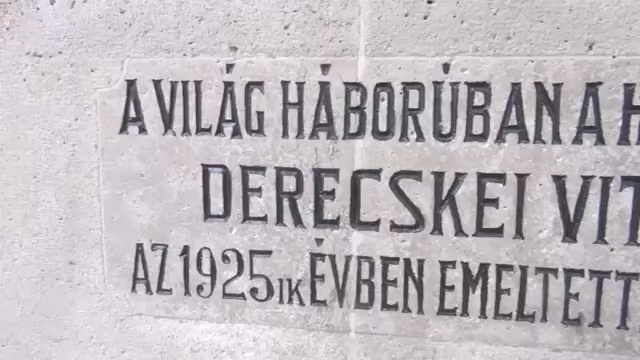 A VILÁG HÁBORÚBAN A H
DERECSKEI VIT
AZ 1925IK ÉVBEN EMELTETT